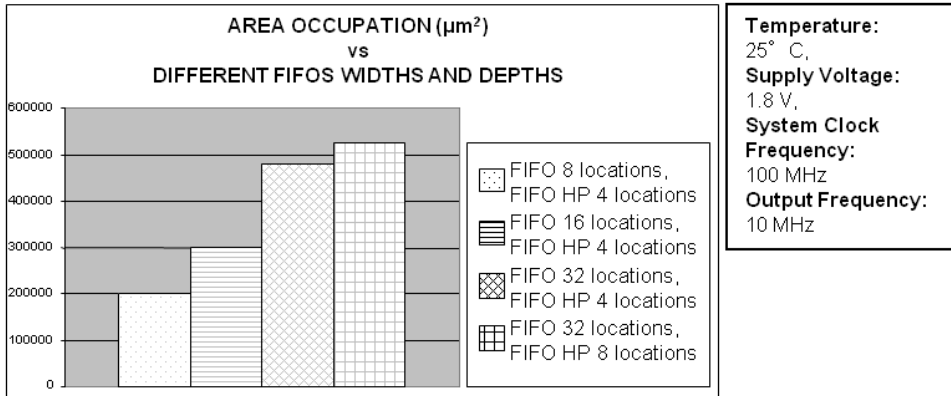 AREA OCCUPATION (µm²)
vs
DIFFERENT FIFOS WIDTHS AND DEPTHS
600000
500000
400000
300000
200000
100000
0
FIFO 8 locations,
FIFO HP 4 locations
FIFO 16 locations,
FIFO HP 4 locations
FIFO 32 locations,
FIFO HP 4 locations
FIFO 32 locations,
FIFO HP 8 locations
Temperature:
25° C,
Supply Voltage:
1.8 V,
System Clock
Frequency:
100 MHz
Output Frequency:
10 MHz